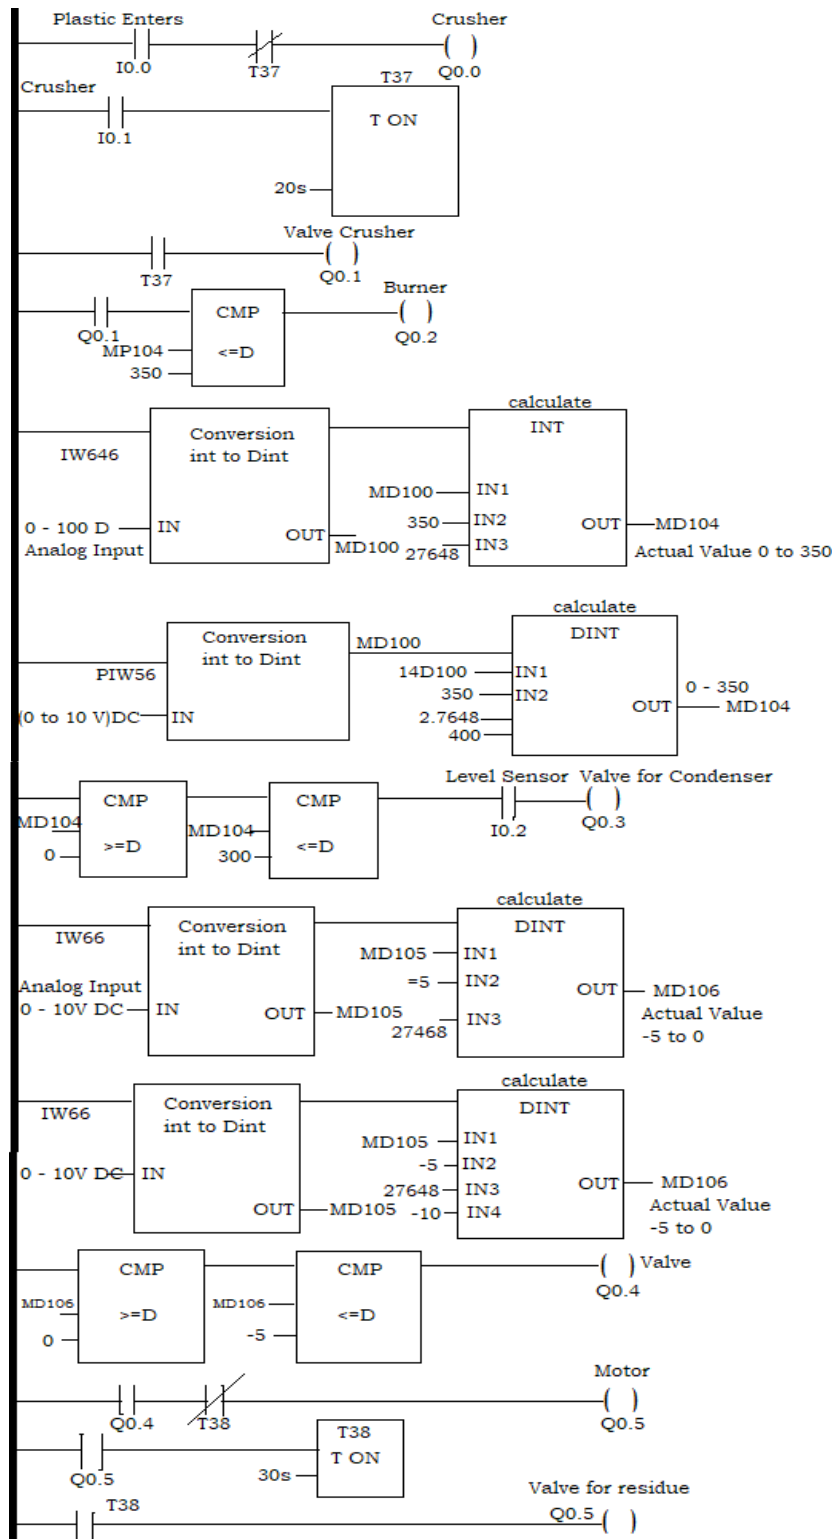 Plastic Enters
Crusher
I0.0
T37
Q0.0
Crusher
T37
I0.1
T ON
20s
Valve Crusher
T37
Q0.1
Burner
CMP
Q0.1
Q0.2
MP104
<=D
350
calculate
Conversion
int to Dint
INT
IW646
MD100
IN1
0 - 100 D
IN
350
IN2
OUT
MD104
Analog Input
OUT
MD100
27648
IN3
Actual Value 0 to 350
calculate
Conversion
int to Dint
MD100
DINT
PIW56
14D100
IN1
350
IN2
0 - 350
OUT
MD104
(0 to 10 V)DC
IN
2.7648
400
Level Sensor
Valve for Condenser
CMP
CMP
MD104
MD104
I0.2
Q0.3
0
>=D
300
<=D
calculate
Conversion
int to Dint
DINT
IW66
MD105
IN1
Analog Input
=5
IN2
OUT
MD106
0 - 10V DC
IN
OUT
MD105
27468
IN3
Actual Value
-5 to 0
calculate
Conversion
int to Dint
DINT
IW66
MD105
IN1
0 - 10V DC
IN
-5
IN2
27648
IN3
OUT
MD106
OUT
MD105
-10
IN4
Actual Value
-5 to 0
CMP
CMP
Valve
Q0.4
MD106
>=D
MD106
<=D
0
-5
Motor
Q0.4
T38
Q0.5
T38
T ON
Q0.5
30s
Valve for residue
T38
Q0.5